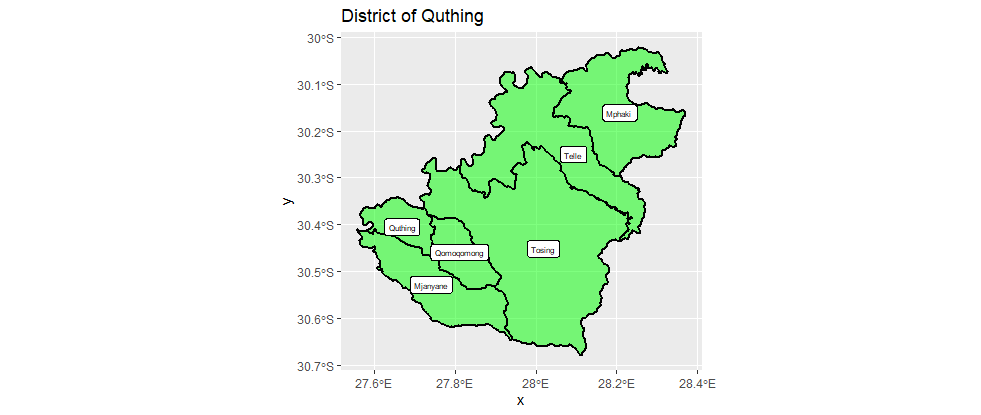 District of Quthing
30°S
30.1°S
30.2°S
30.3°S
30.4°S
30.5°S
30.6°S
30.7°S
y
Mphaki
Telle
Quthing
Qomoqomong
Tosing
Mjanyane
27.6°E
27.8°E
28°E
28.2°E
28.4°E
x